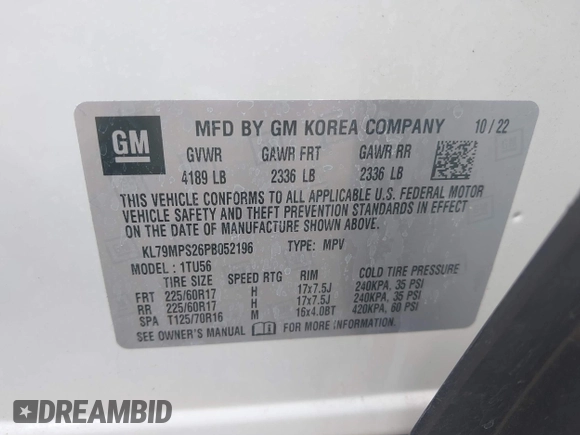 GM
MFD BY GM KOREA COMPANY 10/22
GVWR GAWR FRT GAWR RR
4189 LB 2336 LB 2336 LB
THIS VEHICLE CONFORMS TO ALL APPLICABLE U.S. FEDERAL MOTOR
VEHICLE SAFETY AND THEFT PREVENTION STANDARDS IN EFFECT
ON THE DATE OF MANUFACTURE SHOWN ABOVE.
KL79MPS26PB052196 TYPE: MPV
MODEL: 1TU56
TIRE SIZE SPEED RTG RIM COLD TIRE PRESSURE
FRT 225/60R17 H 17x7.5J 240KPA, 35 PSI
RR 225/60R17 H 17x7.5J 240KPA, 35 PSI
SPA T125/70R16 M 16x4.0BT 420KPA, 60 PSI
SEE OWNER'S MANUAL FOR MORE INFORMATION.
DREAMBID